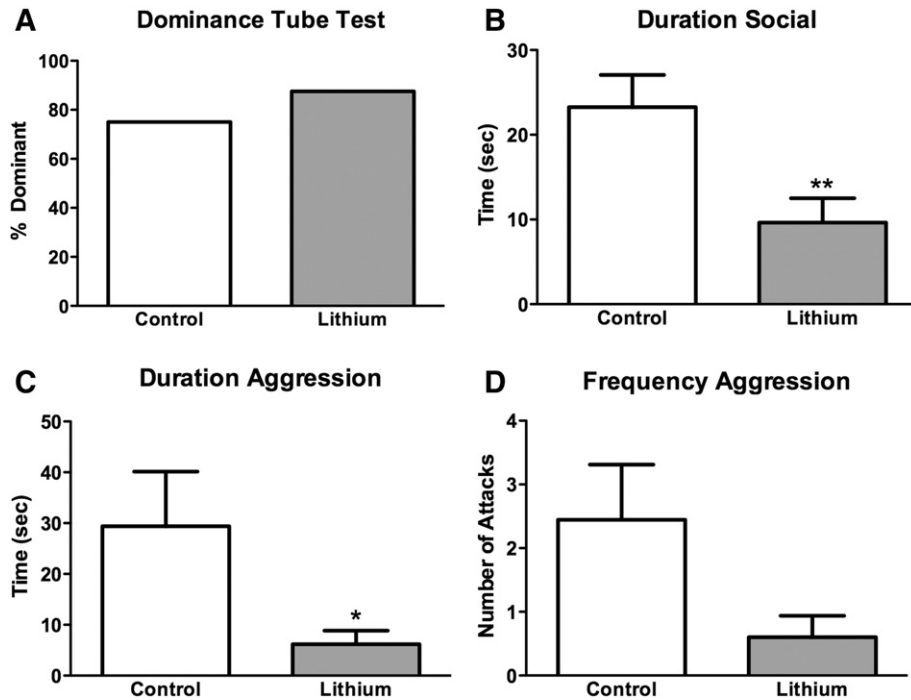 A Dominance Tube Test
% Dominant
100
80
60
40
20
0
Control Lithium
B Duration Social
Time (sec)
30
20
10
0
**
Control Lithium
C Duration Aggression
Time (sec)
50
40
30
20
10
0
*
Control Lithium
D Frequency Aggression
Number of Attacks
4
3
2
1
0
Control Lithium